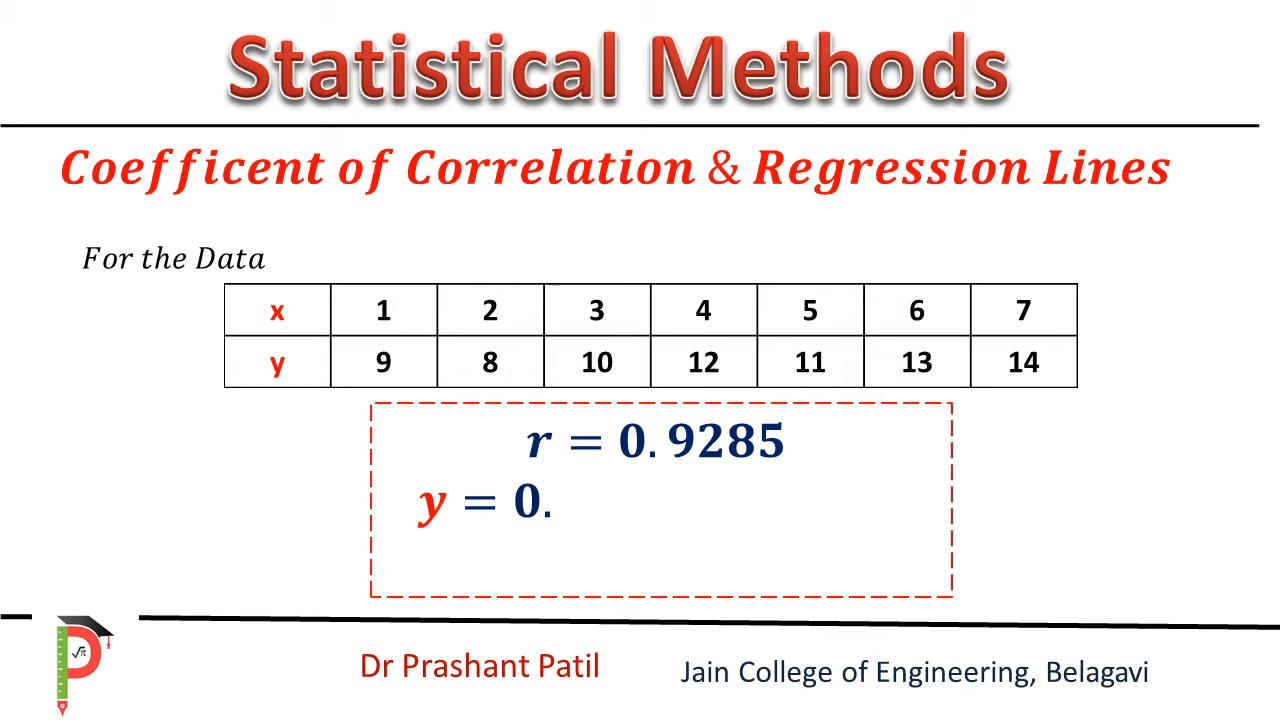 Statistical Methods
Coefficent of Correlation & Regression Lines
For the Data
x 1 2 3 4 5 6 7
y 9 8 10 12 11 13 14
r = 0.9285
y = 0.
√π
Dr Prashant Patil
Jain College of Engineering, Belagavi